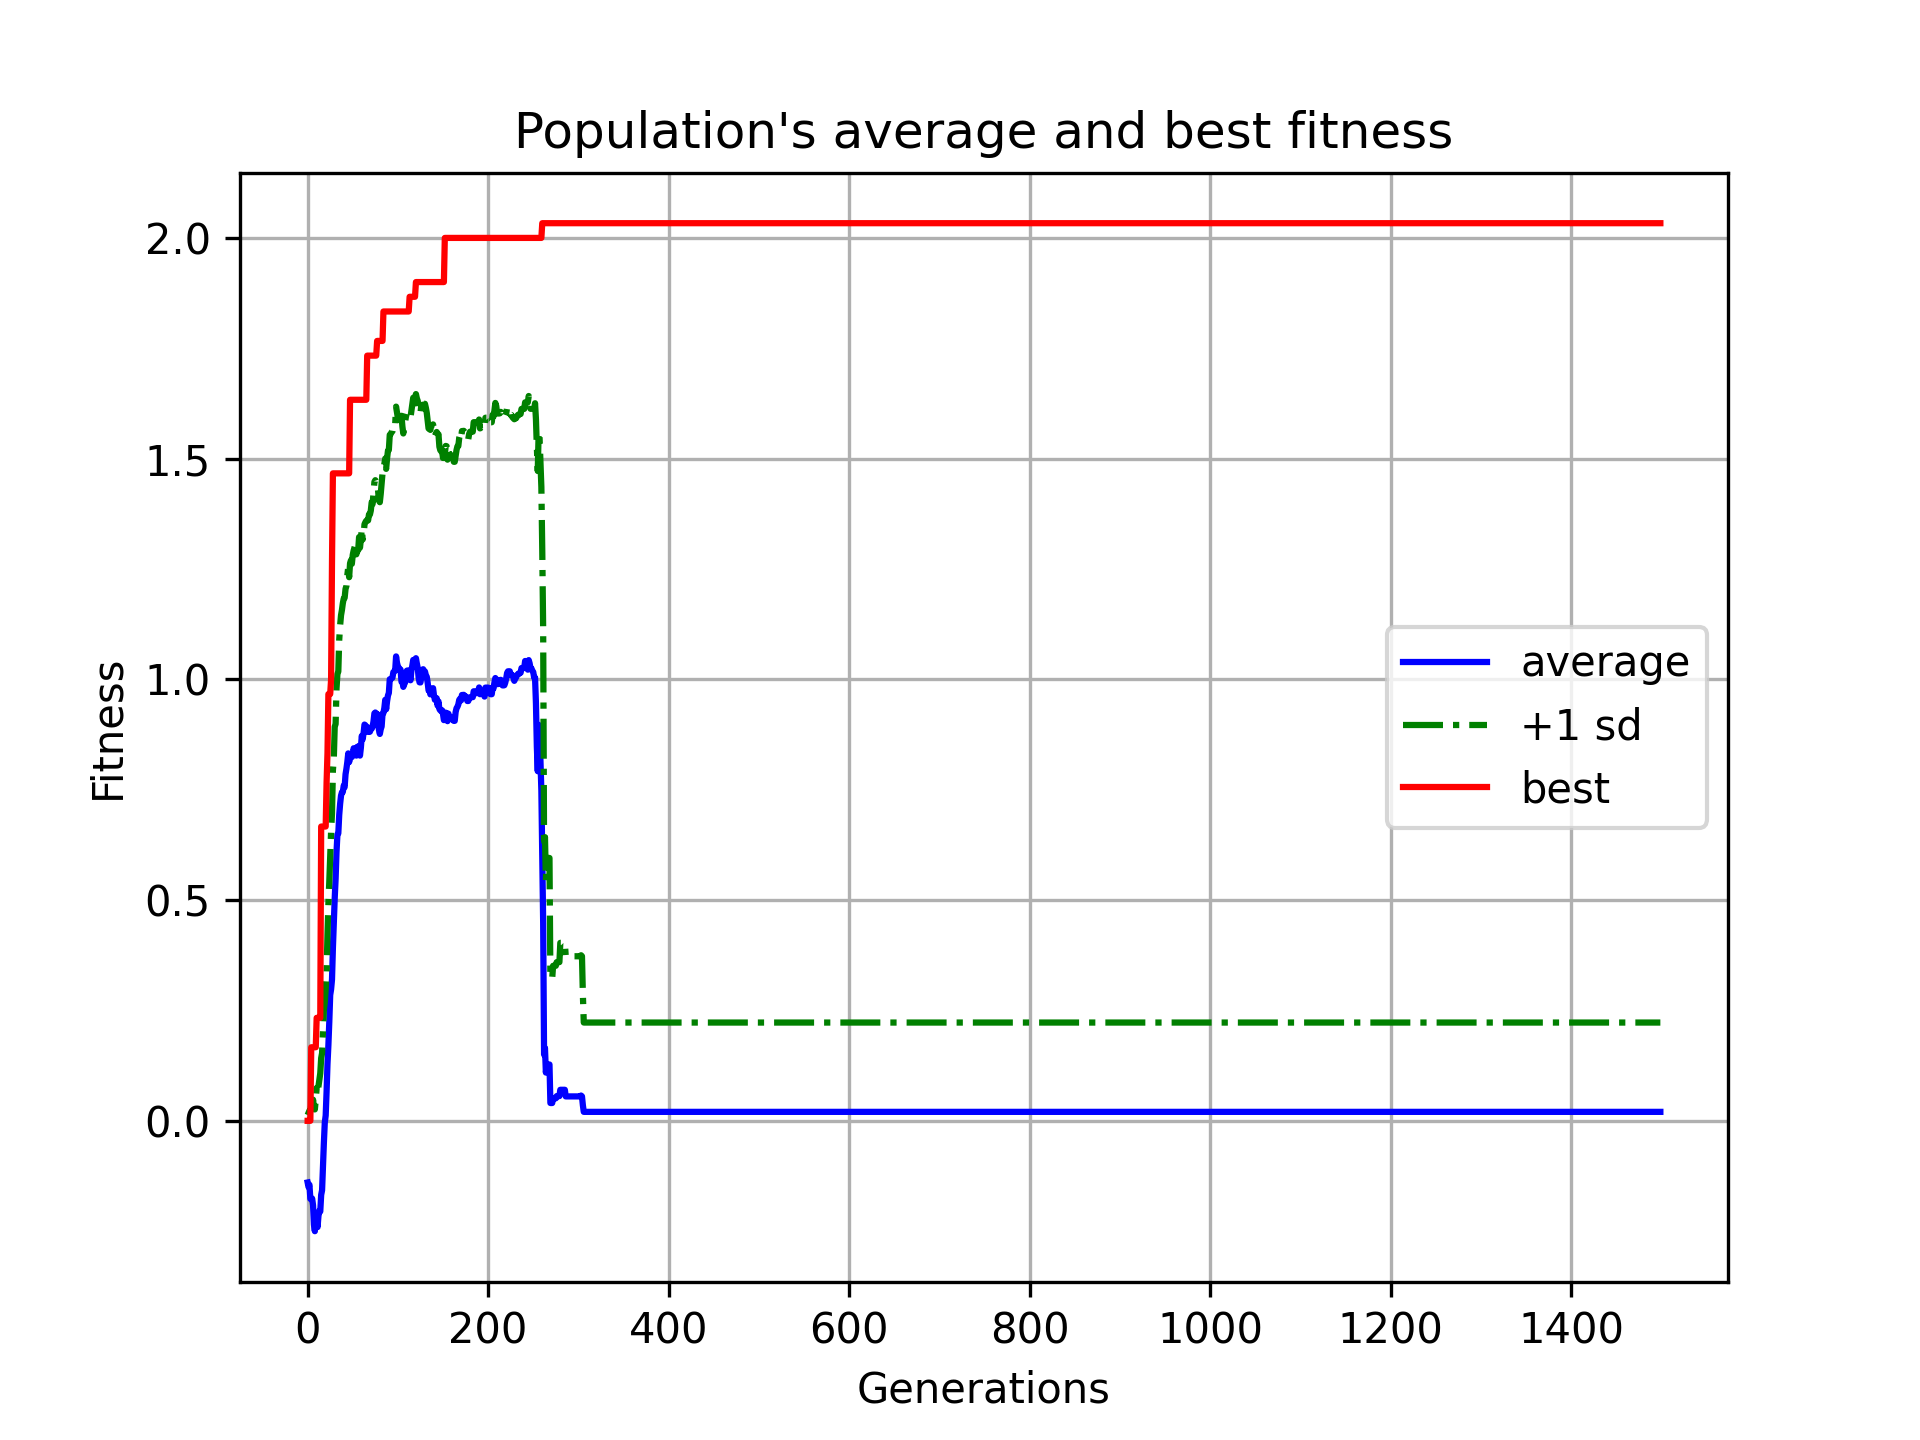 Population's average and best fitness
2.0
1.5
1.0
0.5
0.0
Fitness
average
+1 sd
best
0 200 400 600 800 1000 1200 1400
Generations